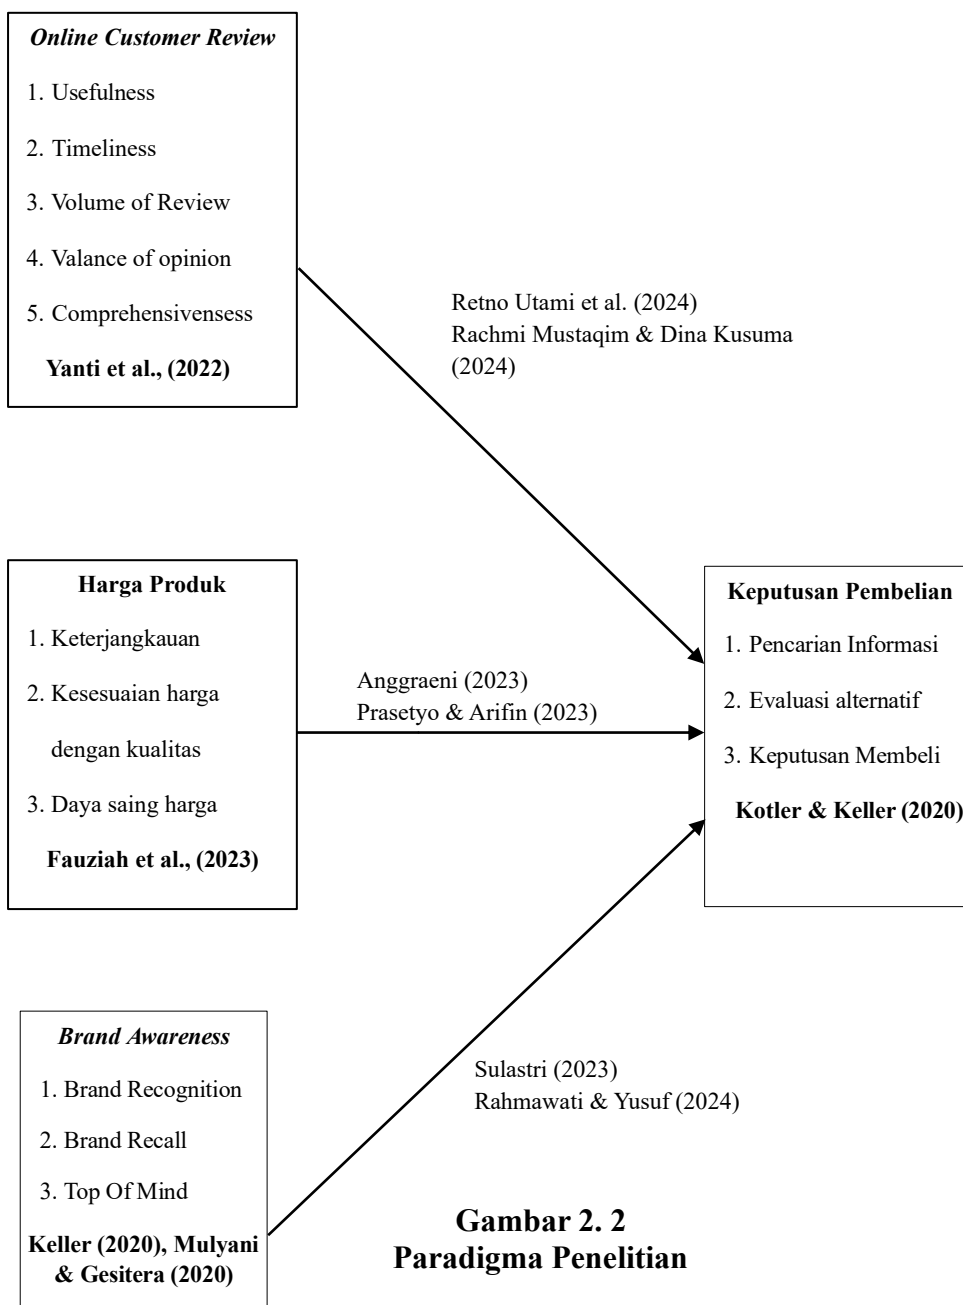 Online Customer Review
1. Usefulness
2. Timeliness
3. Volume of Review
4. Valance of opinion
5. Comprehensivensess
Yanti et al., (2022)
Retno Utami et al. (2024)
Rachmi Mustaqim & Dina Kusuma
(2024)
Harga Produk
1. Keterjangkauan
2. Kesesuaian harga
dengan kualitas
3. Daya saing harga
Fauziah et al., (2023)
Anggraeni (2023)
Prasetyo & Arifin (2023)
Keputusan Pembelian
1. Pencarian Informasi
2. Evaluasi alternatif
3. Keputusan Membeli
Kotler & Keller (2020)
Brand Awareness
1. Brand Recognition
2. Brand Recall
3. Top Of Mind
Keller (2020), Mulyani
& Gesitera (2020)
Sulastri (2023)
Rahmawati & Yusuf (2024)
Gambar 2. 2
Paradigma Penelitian